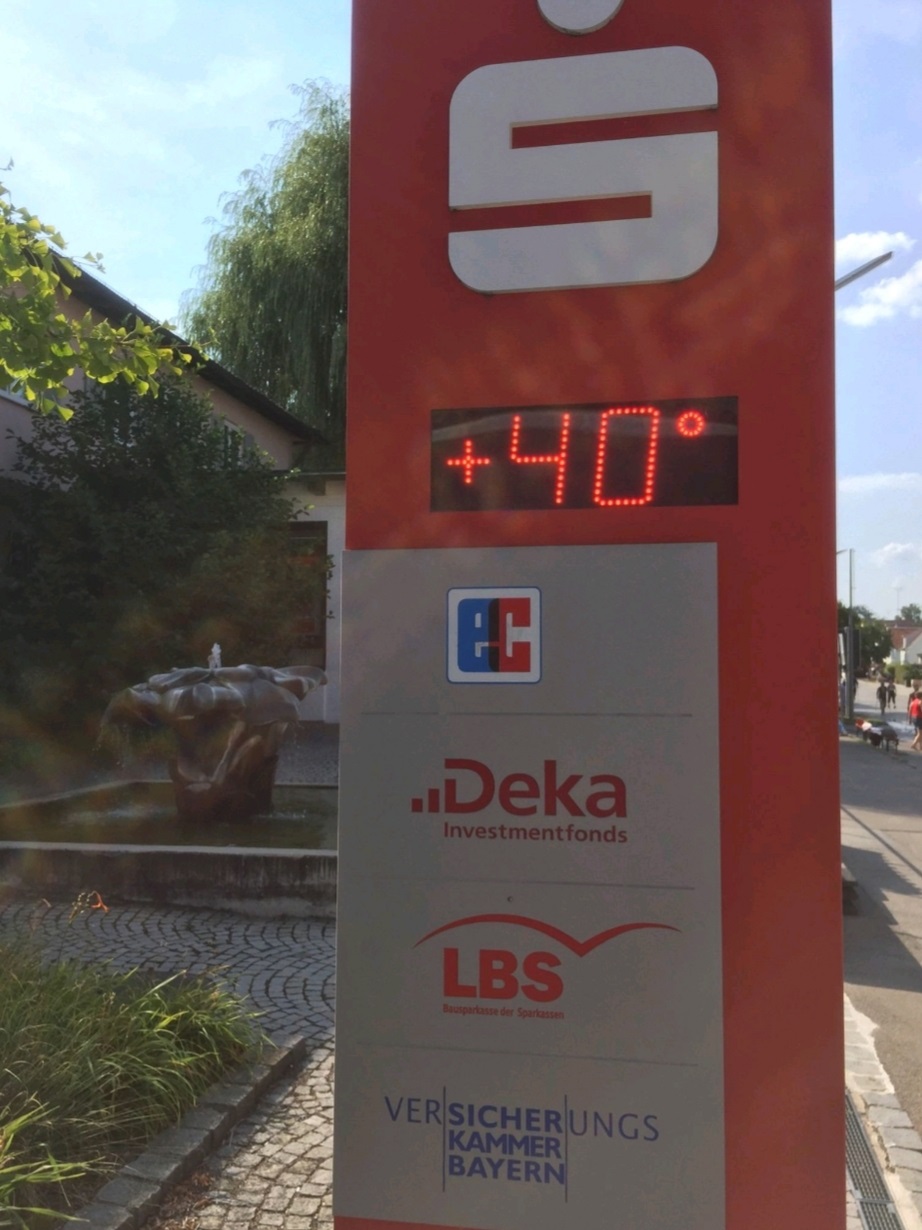 S
+40°
ec
Deka
Investmentfonds
LBS
Bausparkasse der Sparkassen
VERSICHERUNGS
KAMMER
BAYERN